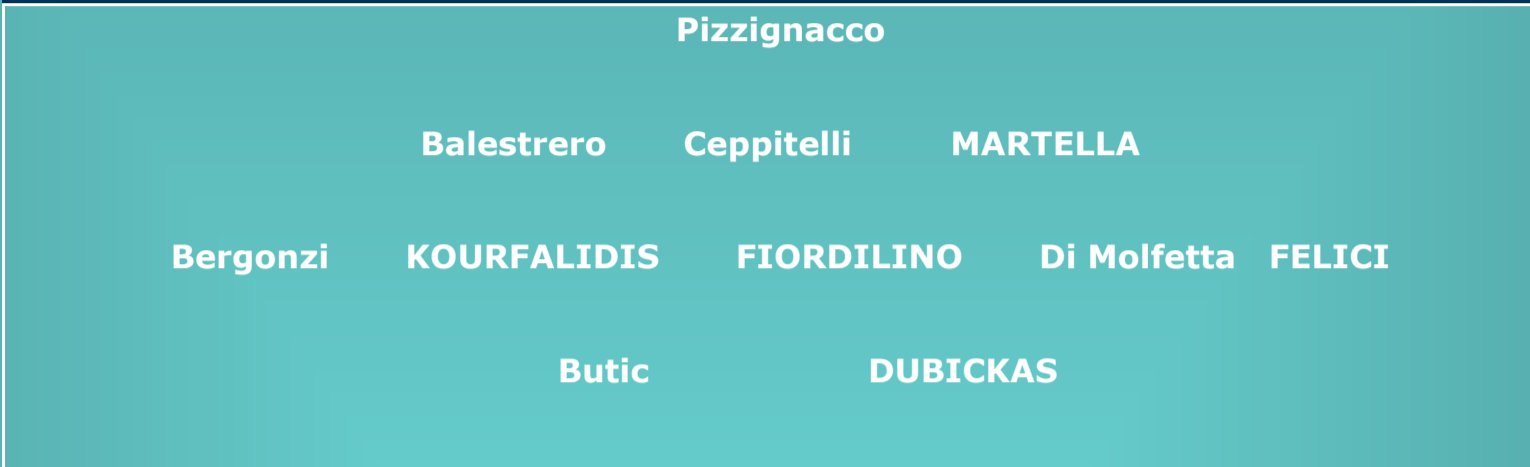 Pizzignacco
Balestrero Ceppitelli MARTELLA
Bergonzi KOURFALIDIS FIORDILINO Di Molfetta FELICI
Butic DUBICKAS